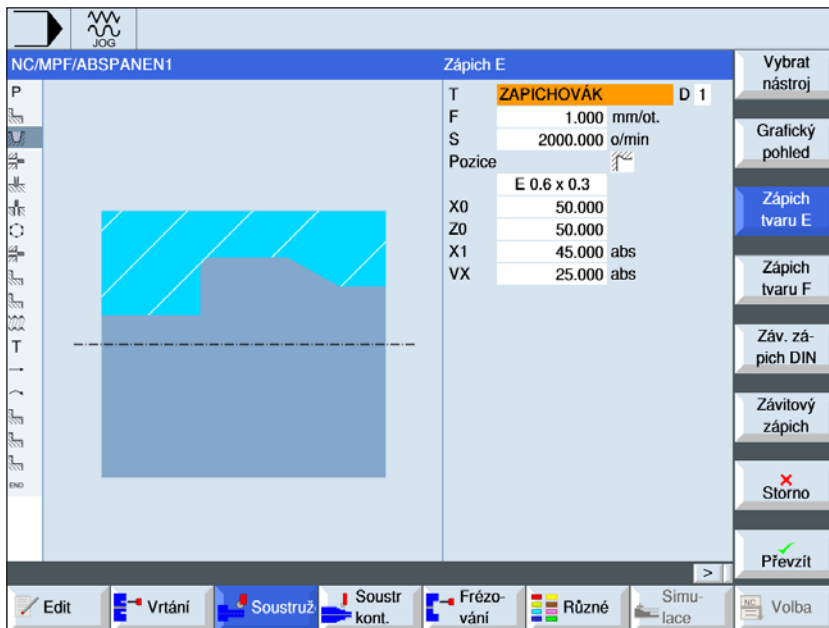 JOG
NC/MPF/ABSPANEN1
Zápich E
P
T
END
T ZAPICHOVÁK D 1
F 1.000 mm/ot.
S 2000.000 o/min
Pozice
E 0.6 x 0.3
X0 50.000
Z0 50.000
X1 45.000 abs
VX 25.000 abs
Vybrat
nástroj
Grafický
pohled
Zápich
tvaru E
Zápich
tvaru F
Záv. zá-
pich DIN
Závitový
zápich
Storno
Převzít
>
Edit
Vrtání
Soustruž
Soustr
kont.
Frézo-
vání
Různé
Simu-
lace
NC
Volba